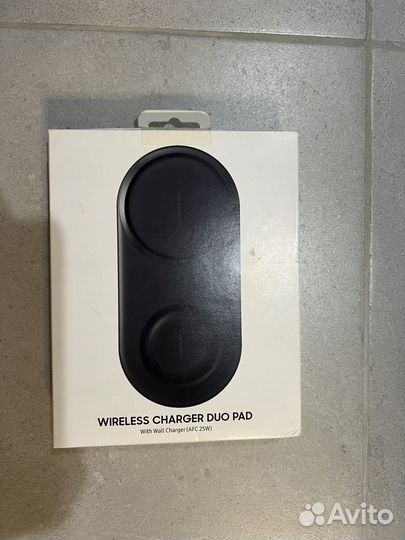 WIRELESS CHARGER DUO PAD
With Wall Charger (AFC 25W)
Avito